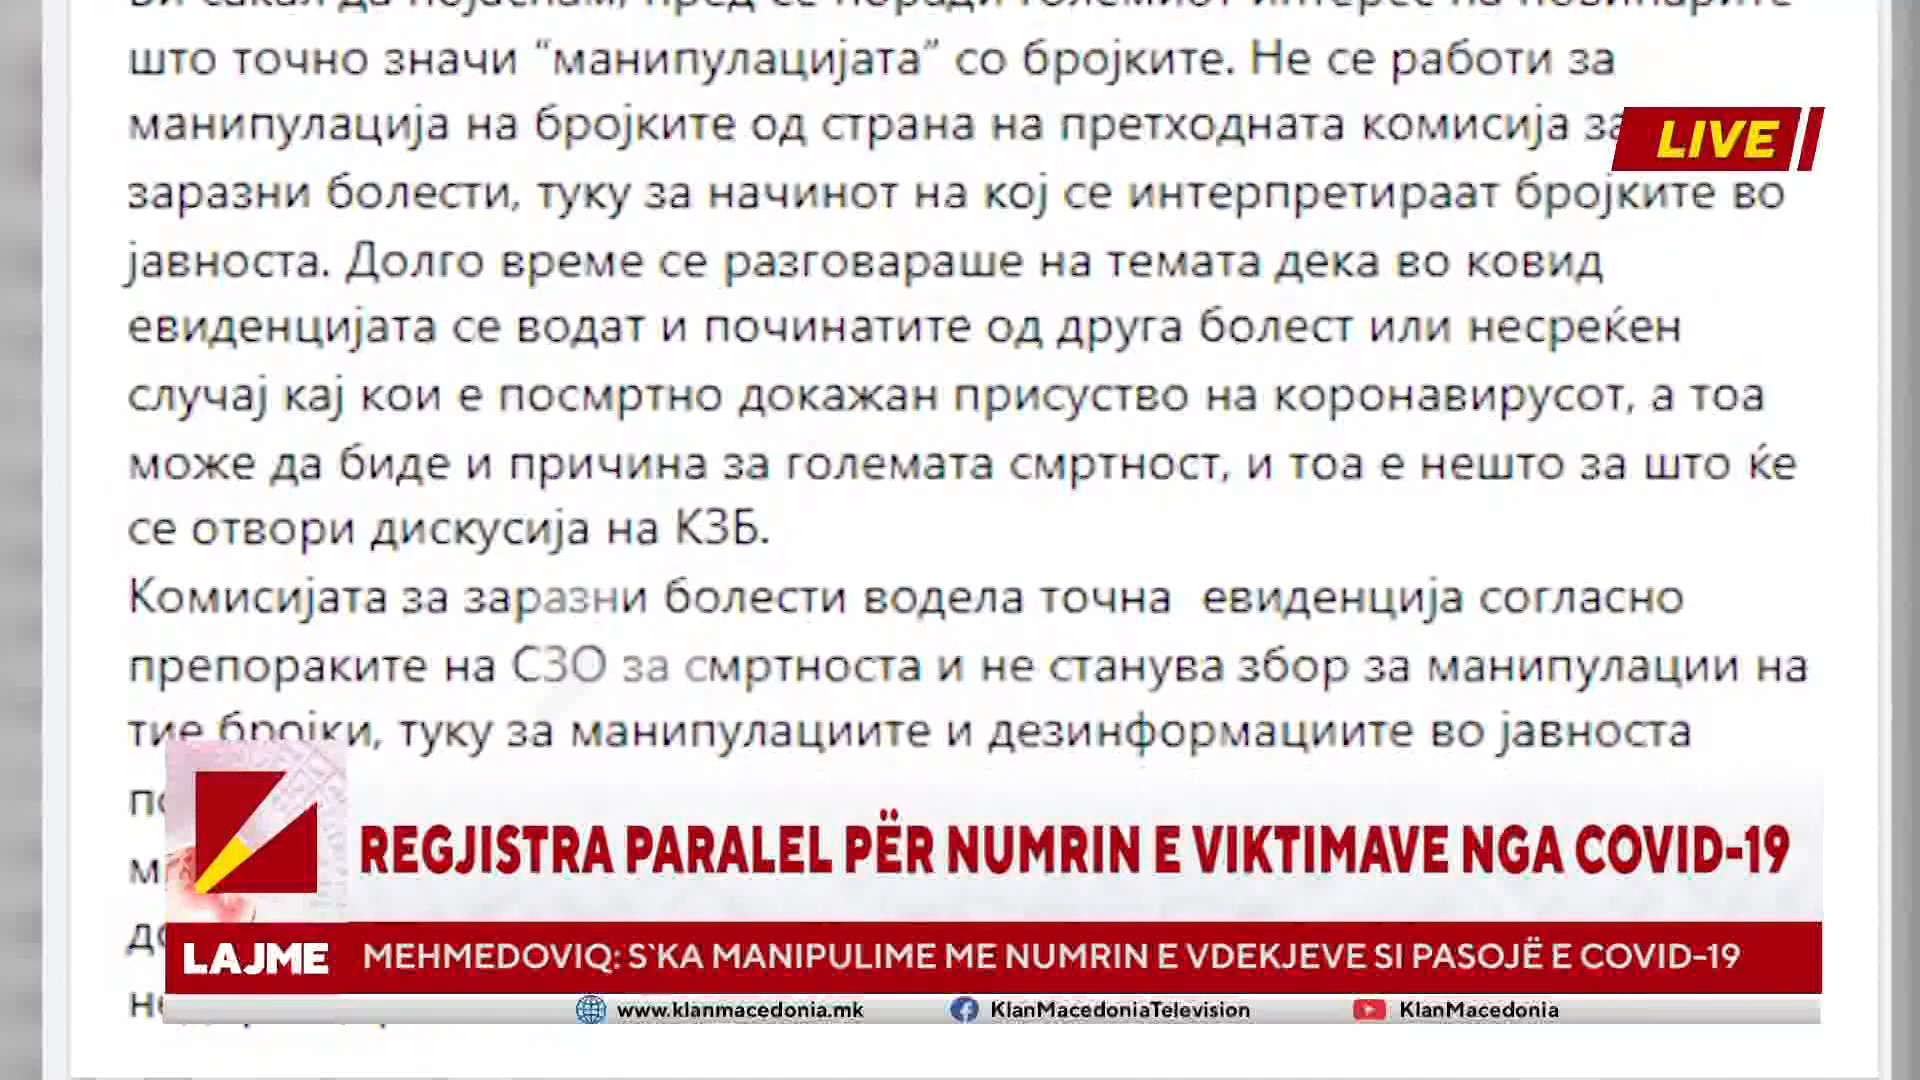 што точно значи “манипулацијата” со бројките. Не се работи за
манипулација на бројките од страна на претходната комисија за
LIVE
заразни болести, туку за начинот на кој се интерпретираат бројките во
јавноста. Долго време се разговараше на темата дека во ковид
евиденцијата се водат и починатите од друга болест или несреќен
случај кај кои е посмртно докажан присуство на коронавирусот, а тоа
може да биде и причина за големата смртност, и тоа е нешто за што ќе
се отвори дискусија на КЗБ.
Комисијата за заразни болести водела точна евиденција согласно
препораките на СЗО за смртноста и не станува збор за манипулации на
тие бројки, туку за манипулациите и дезинформациите во јавноста
REGJISTRA PARALEL PËR NUMRIN E VIKTIMAVE NGA COVID-19
LAJME MEHMEDOVIQ: S`KA MANIPULIME ME NUMRIN E VDEKJEVE SI PASOJË E COVID-19
www.klanmacedonia.mk KlanMacedoniaTelevision KlanMacedonia